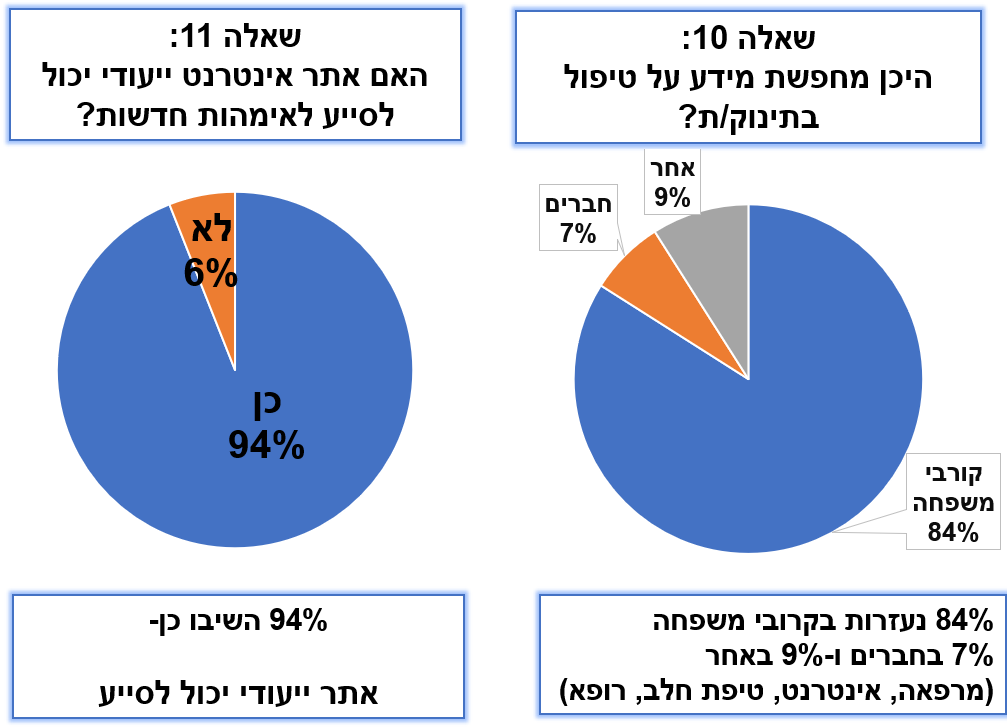 שאלה 10:
היכן מחפשת מידע על טיפול
בתינוק/ת?
אחר
9%
חברים
7%
קורבי
משפחה
84%
84% נעזרות בקרובי משפחה
7% בחברים ו-9% באחר
(מרפאה, אינטרנט, טיפת חלב, רופא)
שאלה 11:
האם אתר אינטרנט ייעודי יכול
לסייע לאימהות חדשות?
לא
6%
כן
94%
94% השיבו כן-
אתר ייעודי יכול לסייע